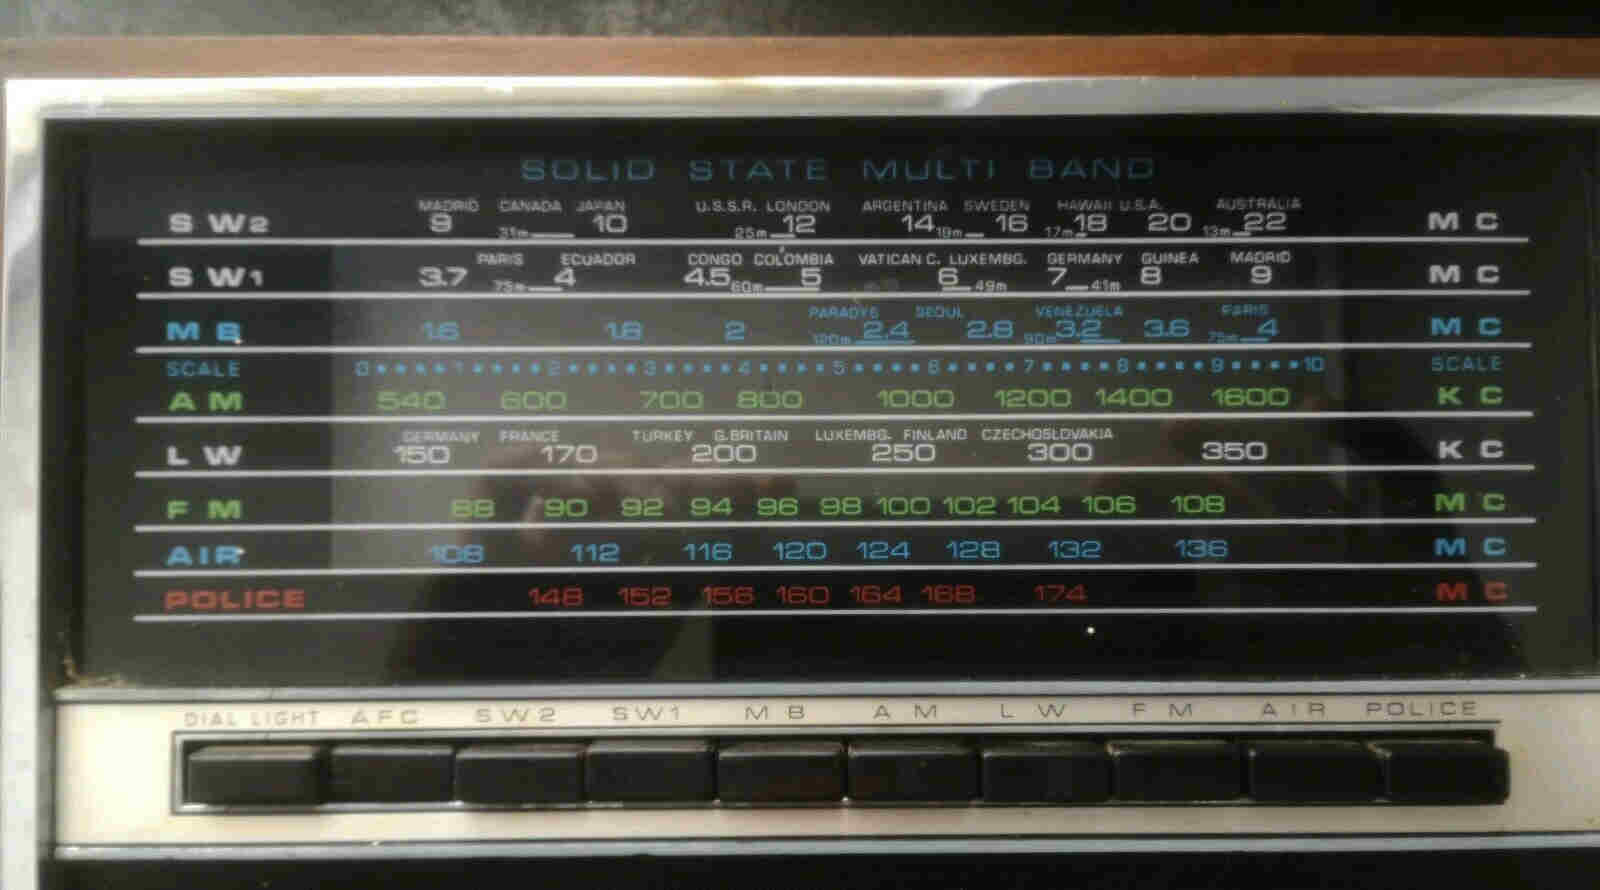 SOLID STATE MULTI BAND
MADRID CANADA JAPAN U.S.S.R. LONDON ARGENTINA SWEDEN HAWAII U.S.A. AUSTRALIA
SW2 9 31m 10 25m 12 14 19m 16 17m 18 20 13m 22 MC
PARIS ECUADOR CONGO COLOMBIA VATICAN C. LUXEMBG. GERMANY GUINEA MADRID
SW1 3.7 75m 4 4.5 60m 5 6 49m 7 41m 8 9 MC
PARADYS SEOUL VENEZUELA PARIS
MB 1.6 1.8 2 120m 2.4 2.8 90m 3.2 3.6 75m 4 MC
SCALE 0 1 2 3 4 5 6 7 8 9 10 SCALE
AM 540 600 700 800 1000 1200 1400 1600 KC
GERMANY FRANCE TURKEY G.BRITAIN LUXEMBG. FINLAND CZECHOSLOVAKIA
LW 150 170 200 250 300 350 KC
FM 88 90 92 94 96 98 100 102 104 106 108 MC
AIR 108 112 116 120 124 128 132 136 MC
POLICE 148 152 156 160 164 168 174 MC
DIAL LIGHT AFC SW2 SW1 MB AM LW FM AIR POLICE